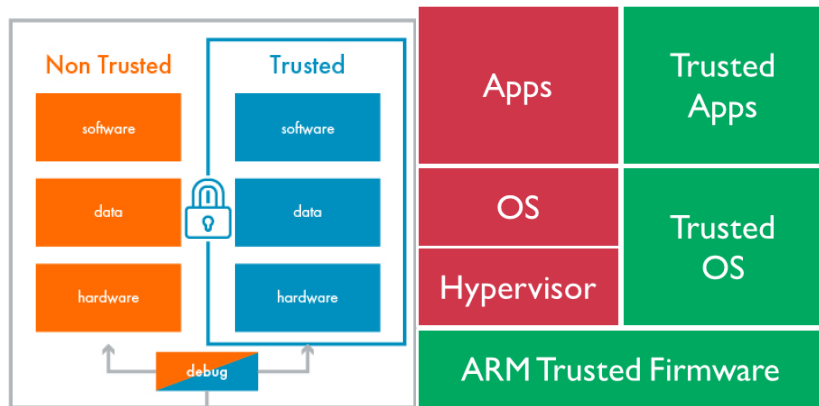 Non Trusted
Trusted
software
software
data
data
hardware
hardware
debug
Apps
Trusted
Apps
OS
Trusted
OS
Hypervisor
ARM Trusted Firmware